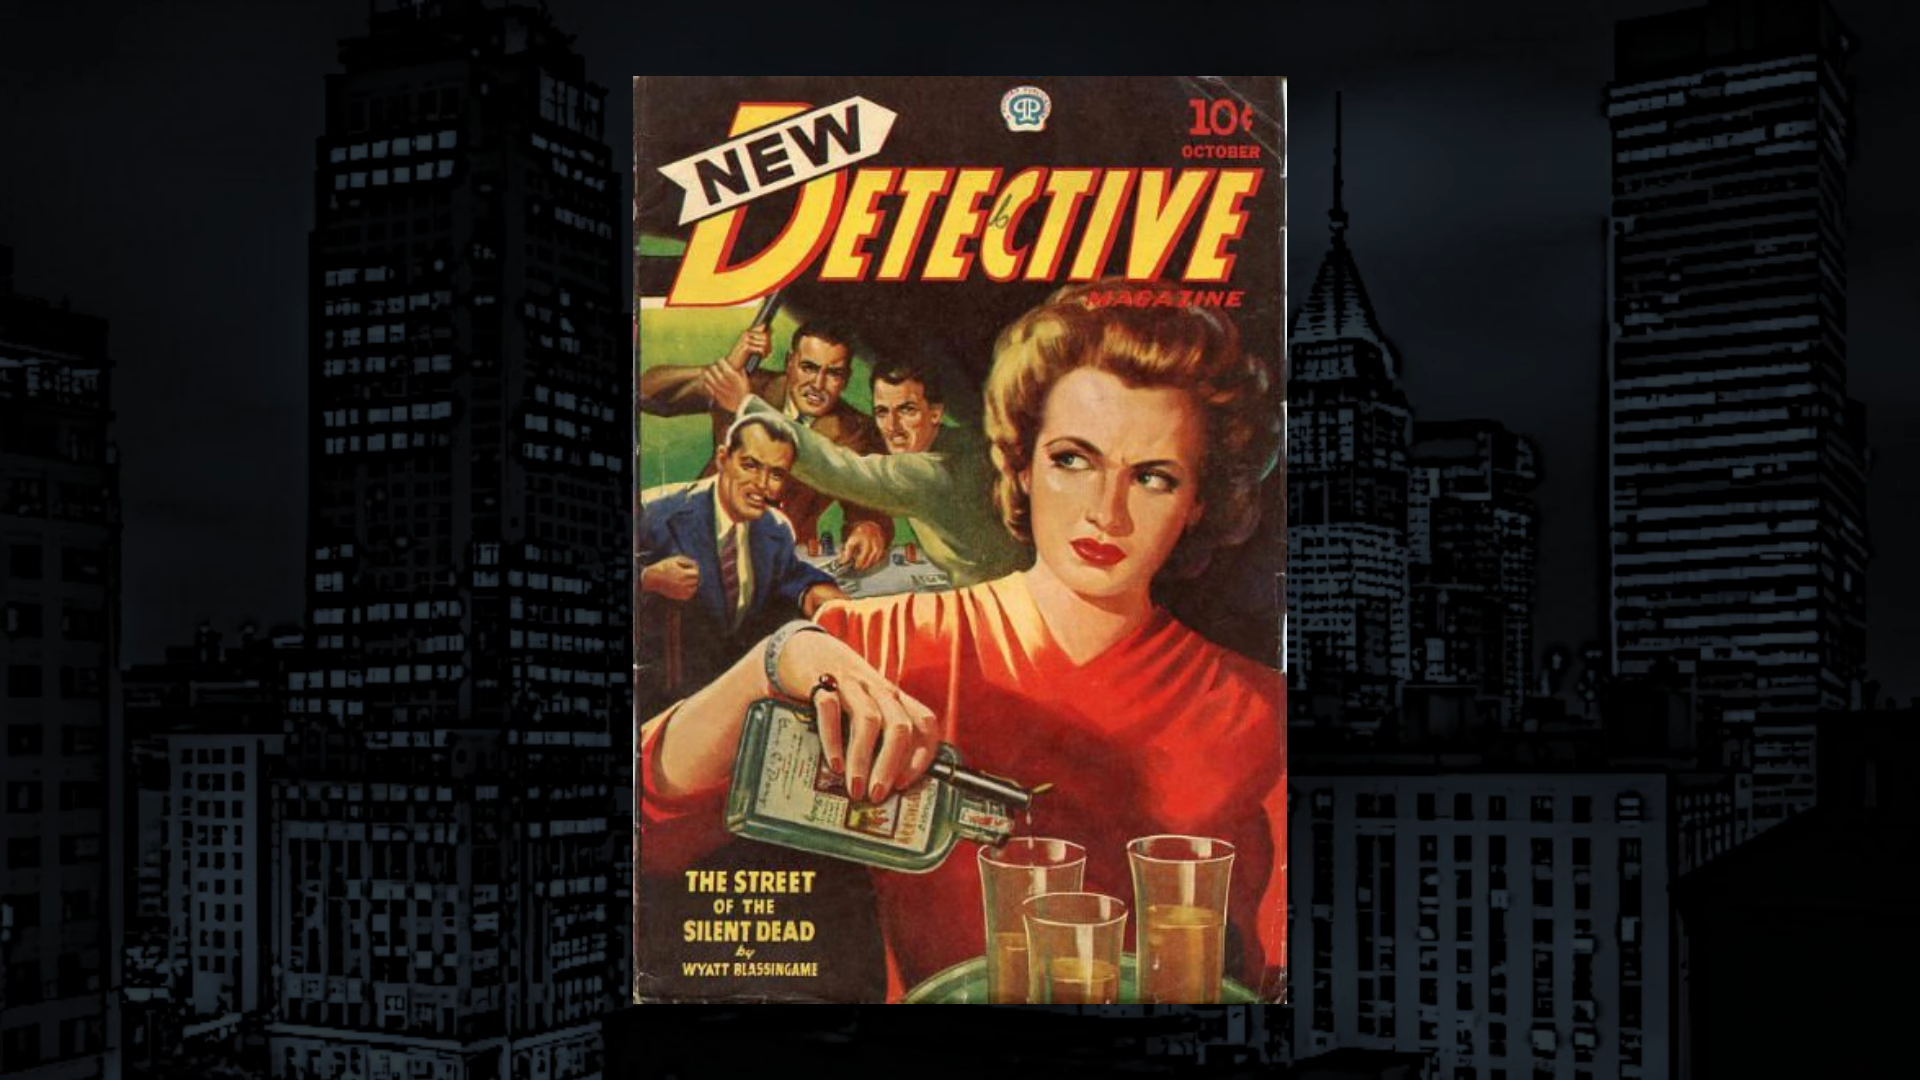 NEW
10¢
OCTOBER
DETECTIVE
MAGAZINE
THE STREET
OF THE
SILENT DEAD
by
WYATT BLASSINGAME